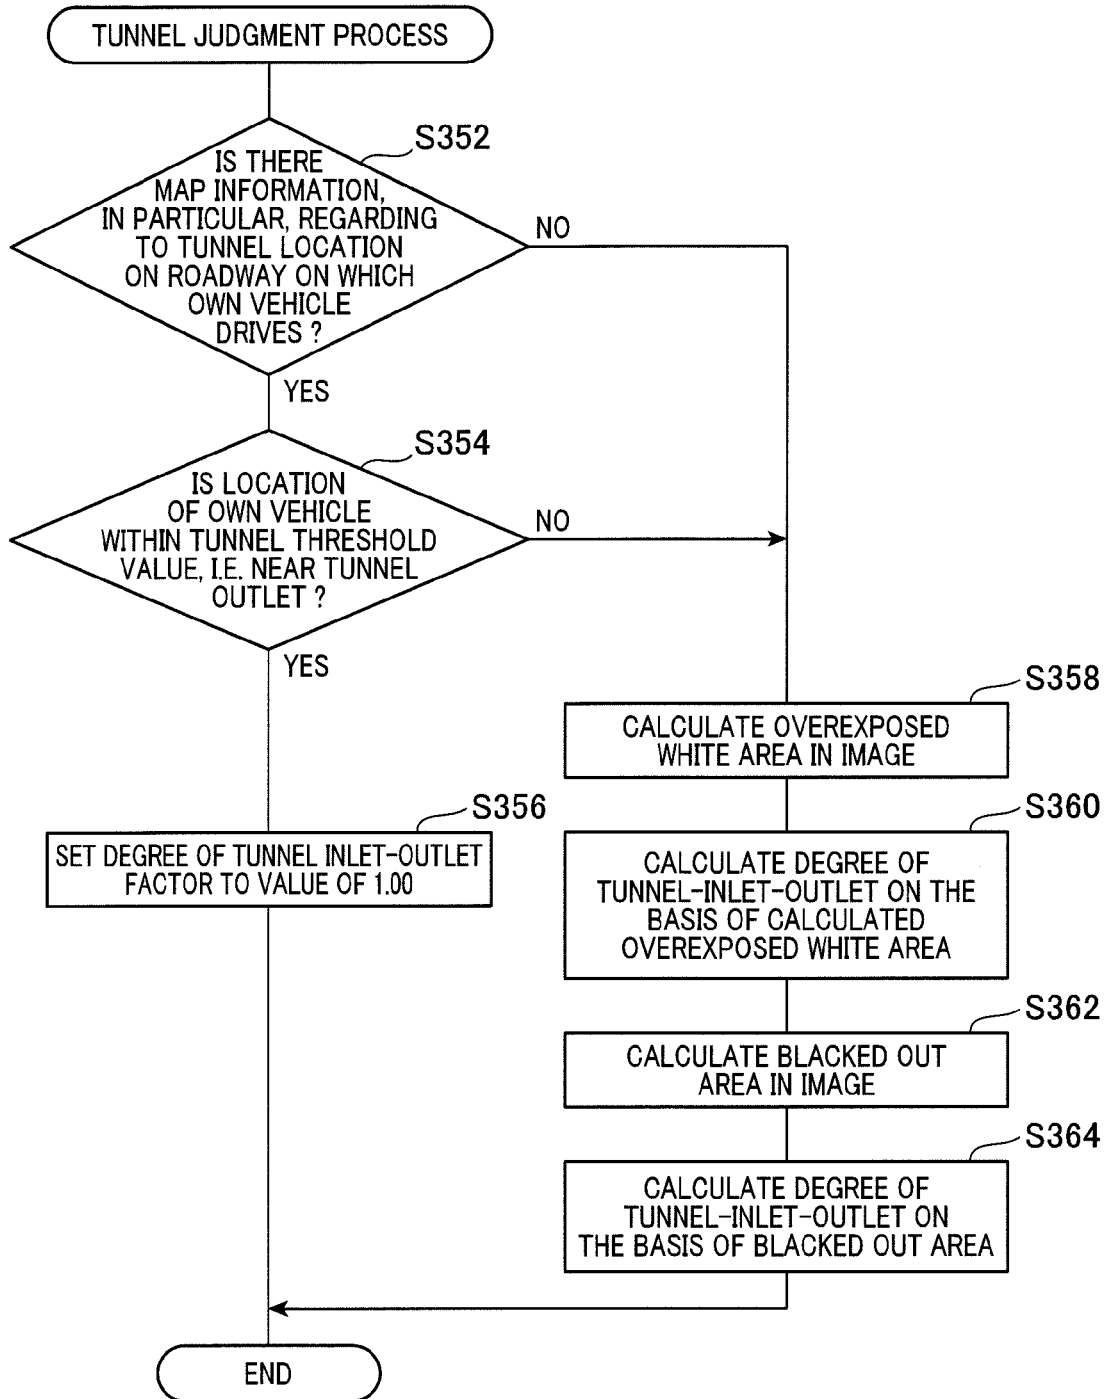 TUNNEL JUDGMENT PROCESS
S352
IS THERE
MAP INFORMATION,
IN PARTICULAR, REGARDING
TO TUNNEL LOCATION
ON ROADWAY ON WHICH
OWN VEHICLE
DRIVES ?
NO
YES
S354
IS LOCATION
OF OWN VEHICLE
WITHIN TUNNEL THRESHOLD
VALUE, I.E. NEAR TUNNEL
OUTLET ?
NO
YES
S356
SET DEGREE OF TUNNEL INLET-OUTLET
FACTOR TO VALUE OF 1.00
S358
CALCULATE OVEREXPOSED
WHITE AREA IN IMAGE
S360
CALCULATE DEGREE OF
TUNNEL-INLET-OUTLET ON THE
BASIS OF CALCULATED
OVEREXPOSED WHITE AREA
S362
CALCULATE BLACKED OUT
AREA IN IMAGE
S364
CALCULATE DEGREE OF
TUNNEL-INLET-OUTLET ON
THE BASIS OF BLACKED OUT AREA
END